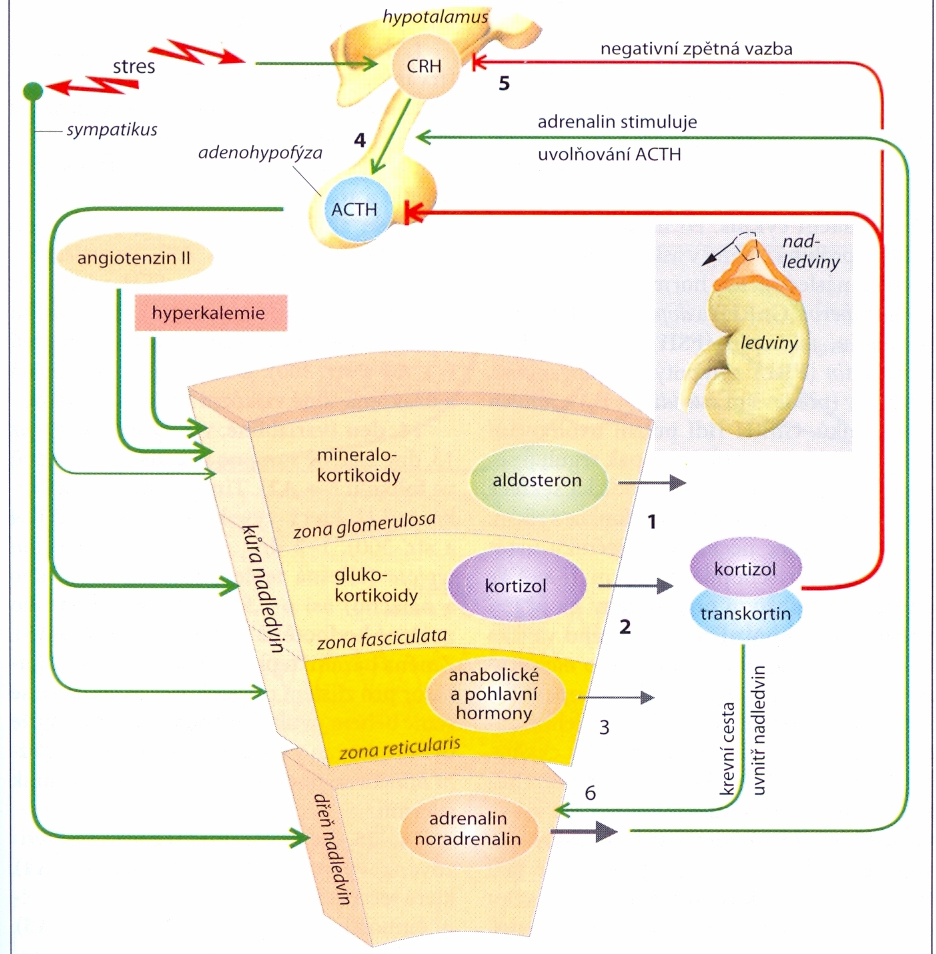 hypotalamus
stres
CRH
negativní zpětná vazba
5
sympatikus
4
adrenalin stimuluje
uvolňování ACTH
adenohypofýza
ACTH
angiotenzin II
nad-
ledviny
hyperkalemie
ledviny
mineralo-
kortikoidy
aldosteron
zona glomerulosa
1
kůra nadledvin
gluko-
kortikoidy
kortizol
kortizol
transkortin
zona fasciculata
2
anabolické
a pohlavní
hormony
3
zona reticularis
krevní cesta
uvnitř nadledvin
6
dřeň nadledvin
adrenalin
noradrenalin